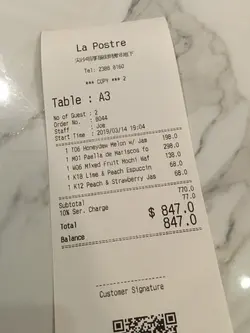 La Postre
Tel: 2388 8160
*** COPY *** 2
Table : A3
No of Guest : 2
Order No. : 8044
Staff : Joe
Start : 2019/03/14 19:04
1 T06 Honeydew Melon w/ Jam 198.0
1 M01 Paella de Mariscos fo 298.0
1 W06 Mixed Fruit Mochi Waf 138.0
1 K18 Lime & Peach Espuccin 68.0
1 K12 Peach & Strawberry Jam 68.0
Subtotal 770.0
10% Ser. Charge 77.0
Total $ 847.0
Balance 847.0
Customer Signature